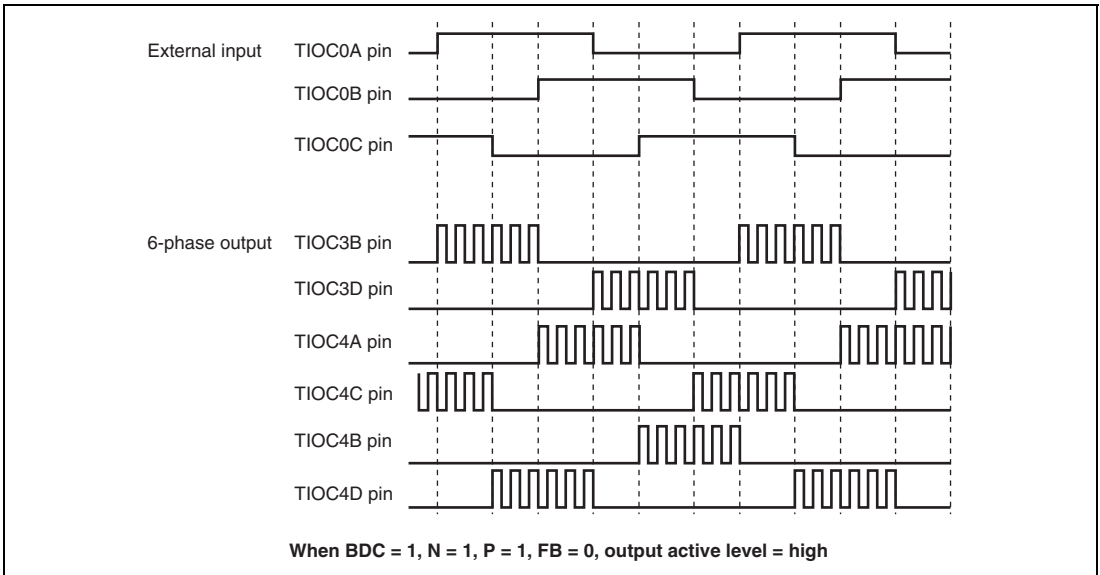 External input TIOC0A pin
TIOC0B pin
TIOC0C pin
6-phase output TIOC3B pin
TIOC3D pin
TIOC4A pin
TIOC4C pin
TIOC4B pin
TIOC4D pin
When BDC = 1, N = 1, P = 1, FB = 0, output active level = high